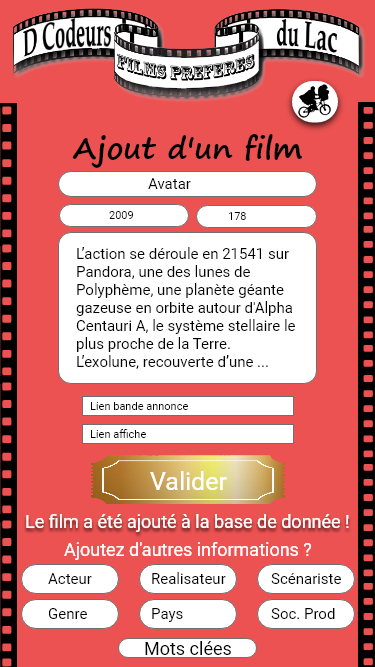 D Codeurs du Lac
FILMS PREFERES
Ajout d'un film
Avatar
2009 178
L’action se déroule en 21541 sur
Pandora, une des lunes de
Polyphème, une planète géante
gazeuse en orbite autour d'Alpha
Centauri A, le système stellaire le
plus proche de la Terre.
L’exolune, recouverte d’une ...
Lien bande annonce
Lien affiche
Valider
Le film a été ajouté à la base de donnée !
Ajoutez d'autres informations ?
Acteur Realisateur Scénariste
Genre Pays Soc. Prod
Mots clées